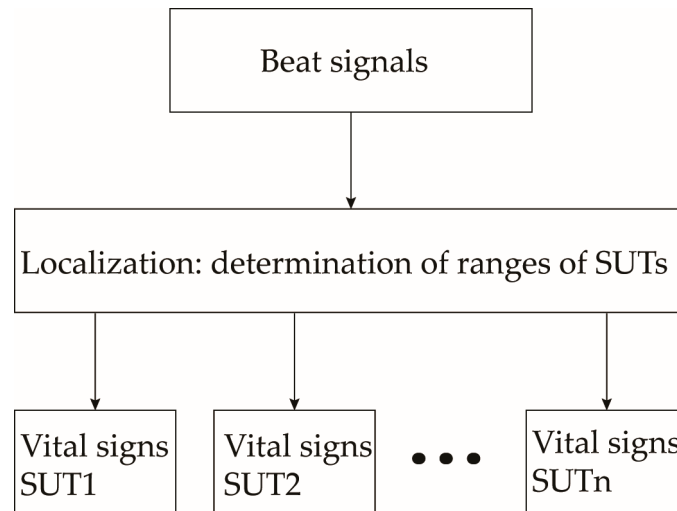 Beat signals
Localization: determination of ranges of SUTs
Vital signs
SUT1
Vital signs
SUT2
Vital signs
SUTn